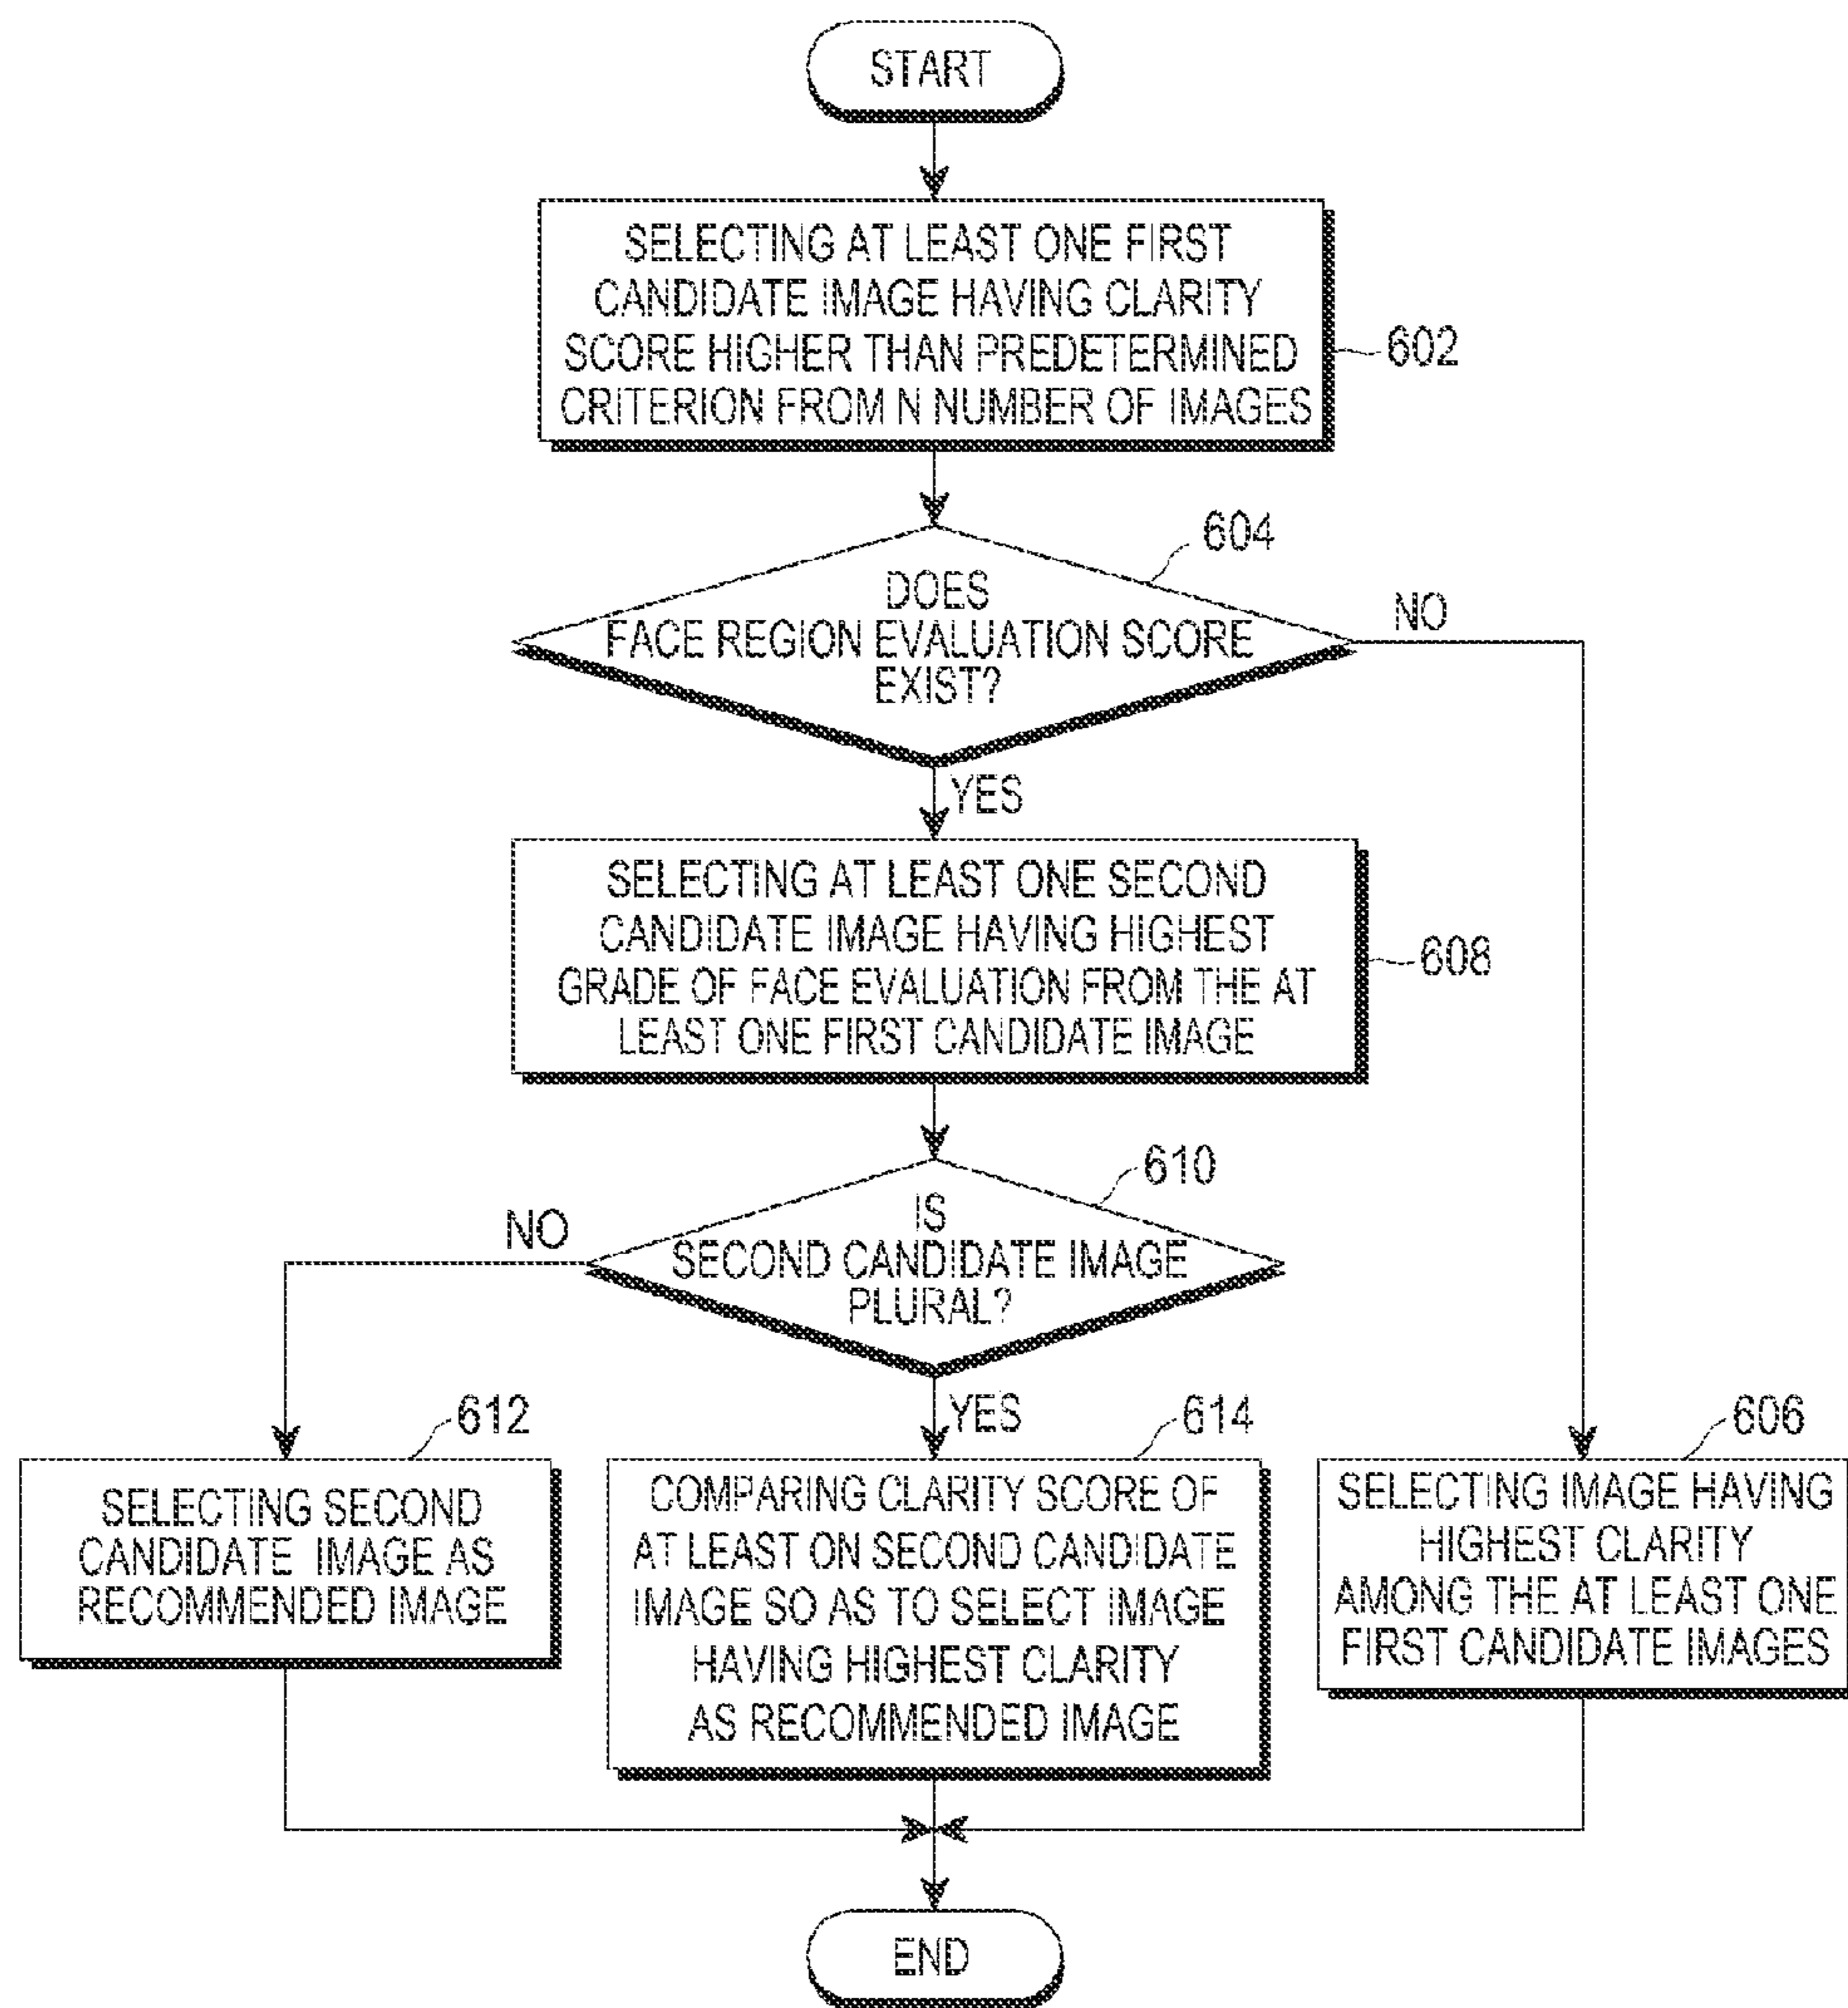 START
SELECTING AT LEAST ONE FIRST
CANDIDATE IMAGE HAVING CLARITY
SCORE HIGHER THAN PREDETERMINED
CRITERION FROM N NUMBER OF IMAGES
602
604
DOES
FACE REGION EVALUATION SCORE
EXIST?
NO
YES
SELECTING AT LEAST ONE SECOND
CANDIDATE IMAGE HAVING HIGHEST
GRADE OF FACE EVALUATION FROM THE AT
LEAST ONE FIRST CANDIDATE IMAGE
608
610
IS
SECOND CANDIDATE IMAGE
PLURAL?
NO
YES
612
SELECTING SECOND
CANDIDATE IMAGE AS
RECOMMENDED IMAGE
614
COMPARING CLARITY SCORE OF
AT LEAST ON SECOND CANDIDATE
IMAGE SO AS TO SELECT IMAGE
HAVING HIGHEST CLARITY
AS RECOMMENDED IMAGE
606
SELECTING IMAGE HAVING
HIGHEST CLARITY
AMONG THE AT LEAST ONE
FIRST CANDIDATE IMAGES
END